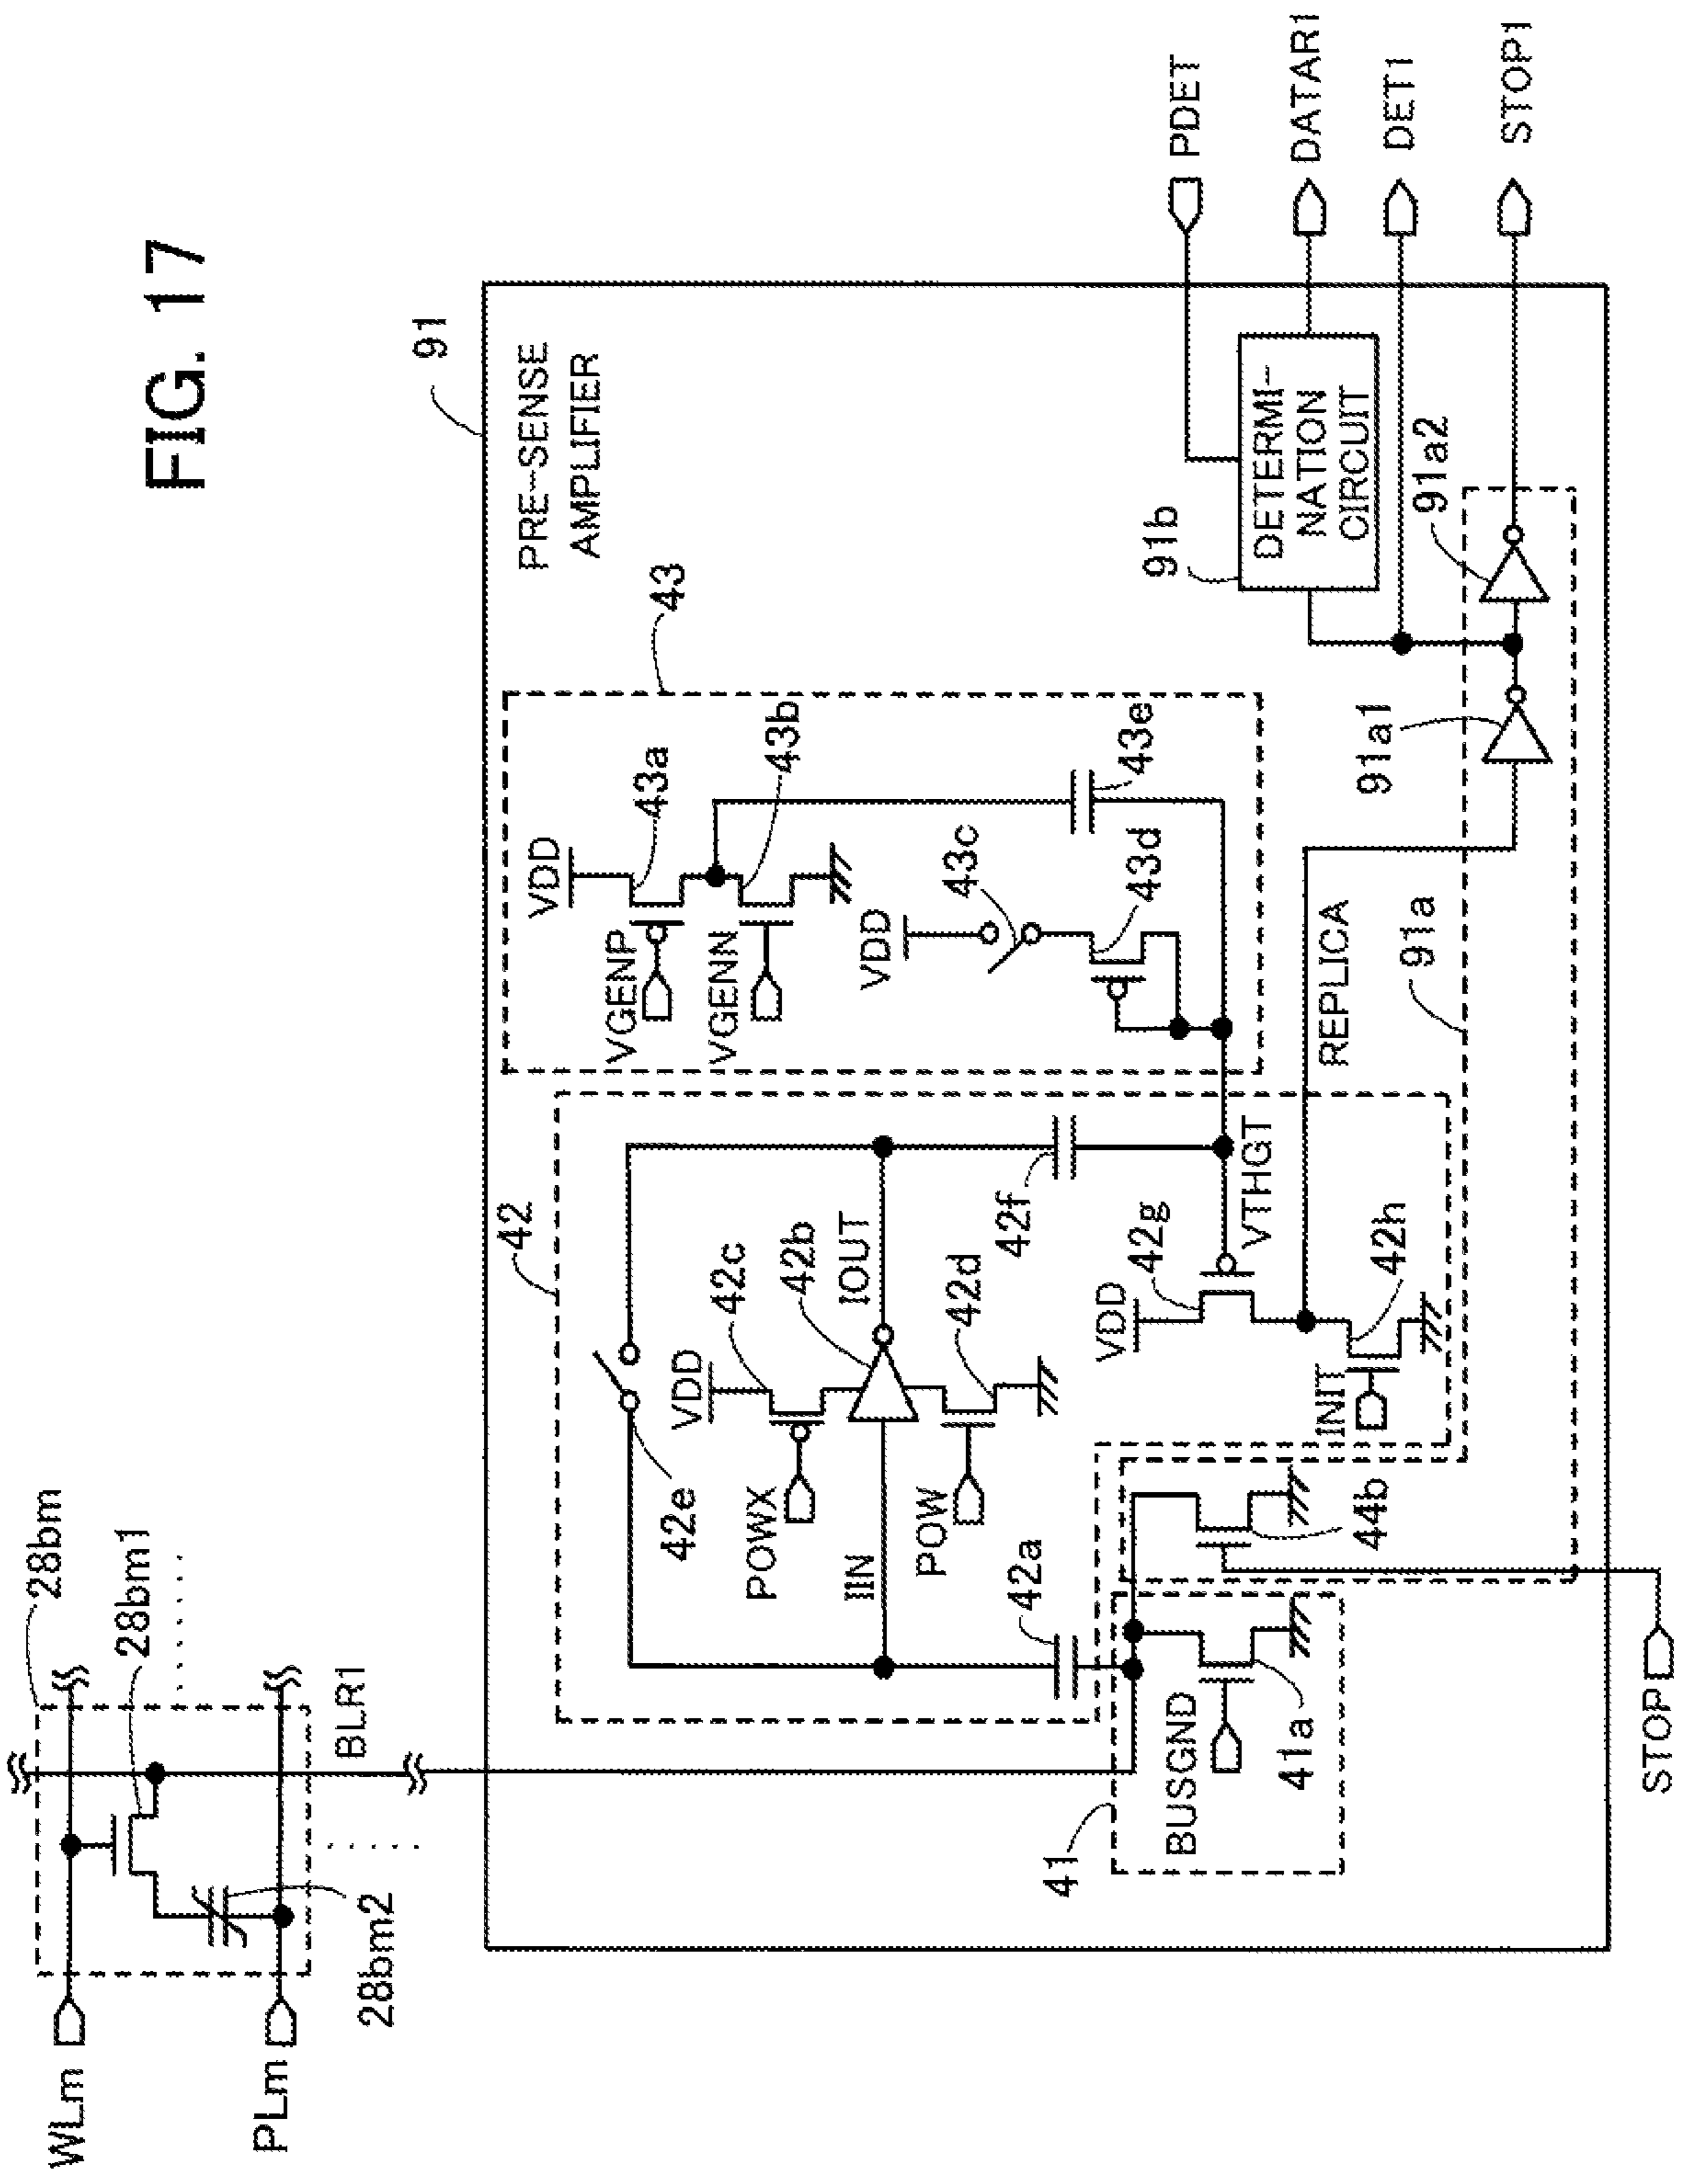 FIG. 17
91
PRE-SENSE
AMPLIFIER
WLm
PLm
28bm
28bm1
28bm2
BLR1
42
42e
VDD
42c
POWX
42b
IIN
IOUT
POW
42d
42a
42f
VDD
42g
VTHGT
INIT
42h
43
VDD
43a
VGENP
43b
VGENN
VDD
43c
43d
43e
REPLICA
41
BUSGND
41a
44b
STOP
91a
91a1
91a2
91b
DETERMI-
NATION
CIRCUIT
PDET
DATAR1
DET1
STOP1